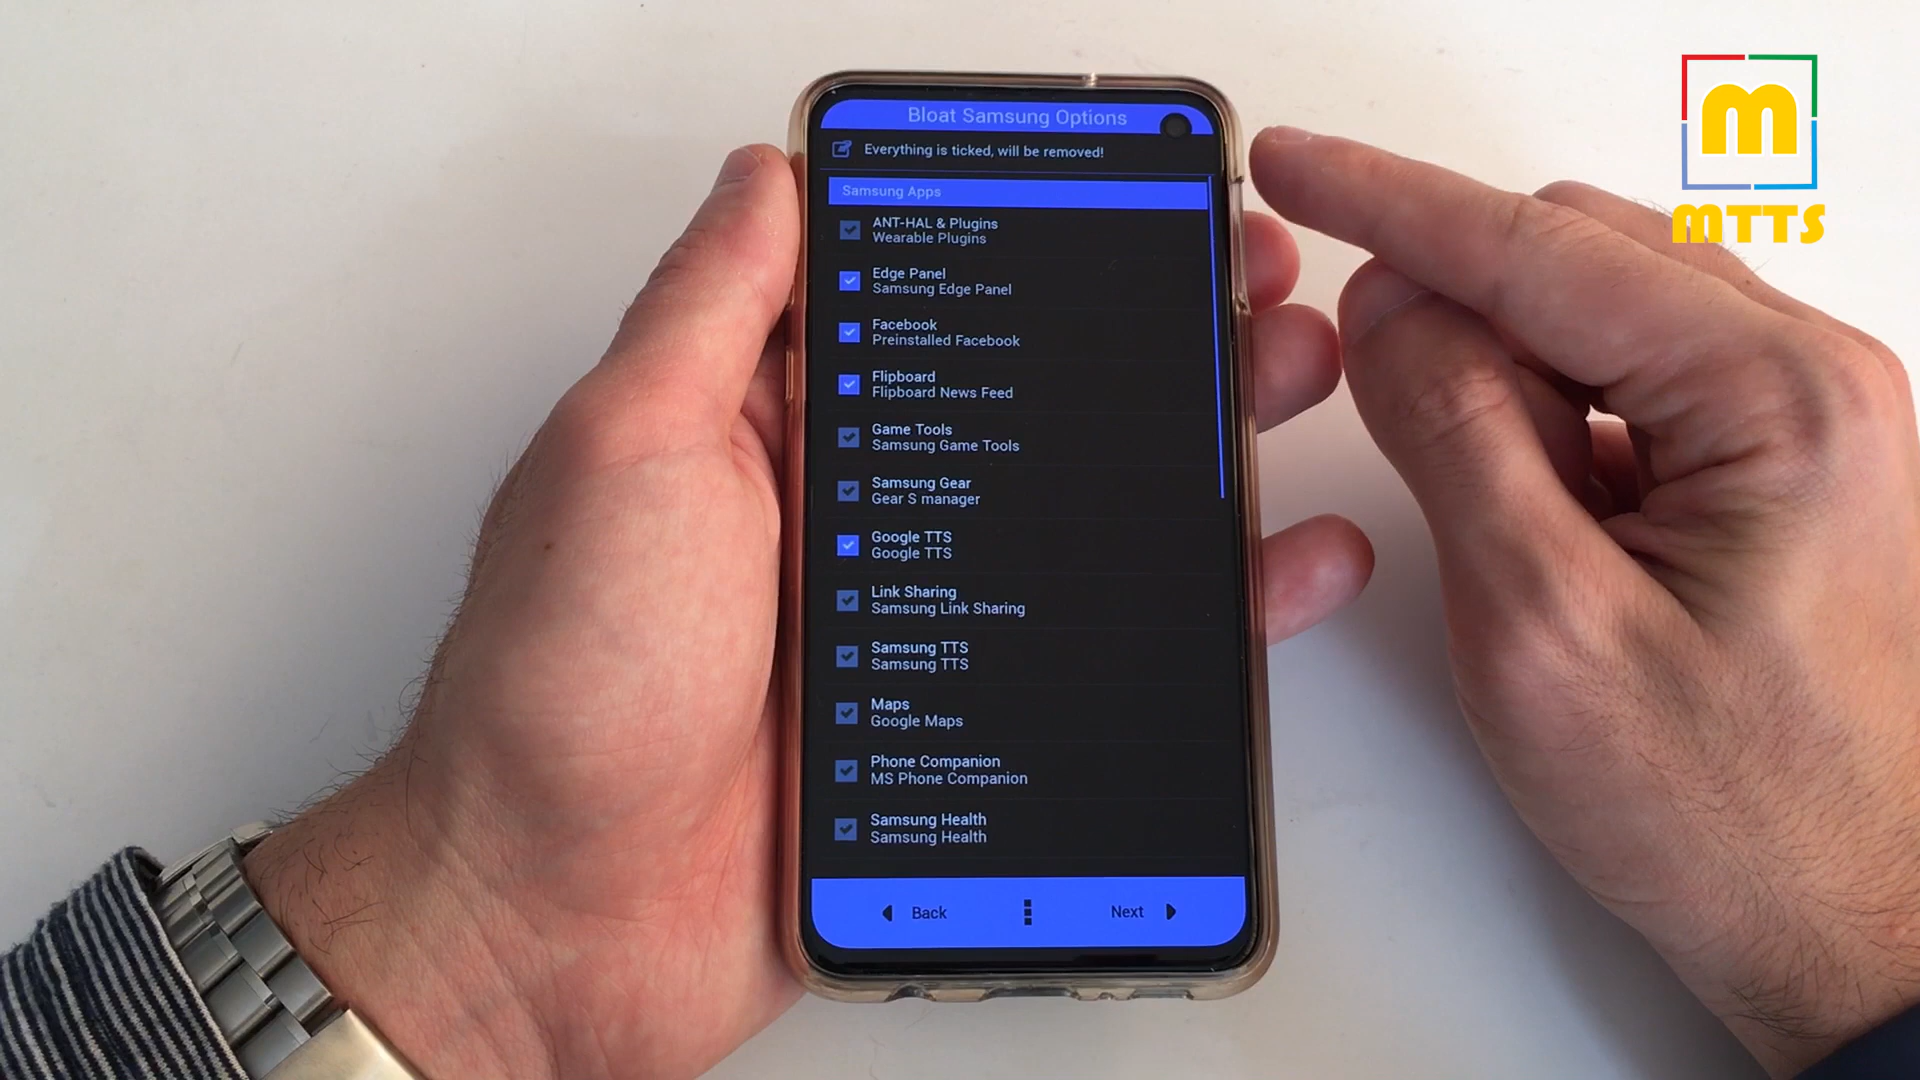 Bloat Samsung Options
Everything is ticked, will be removed!
Samsung Apps
ANT-HAL & Plugins
Wearable Plugins
Edge Panel
Samsung Edge Panel
Facebook
Preinstalled Facebook
Flipboard
Flipboard News Feed
Game Tools
Samsung Game Tools
Samsung Gear
Gear S manager
Google TTS
Google TTS
Link Sharing
Samsung Link Sharing
Samsung TTS
Samsung TTS
Maps
Google Maps
Phone Companion
MS Phone Companion
Samsung Health
Samsung Health
Back
Next
m
MTTS